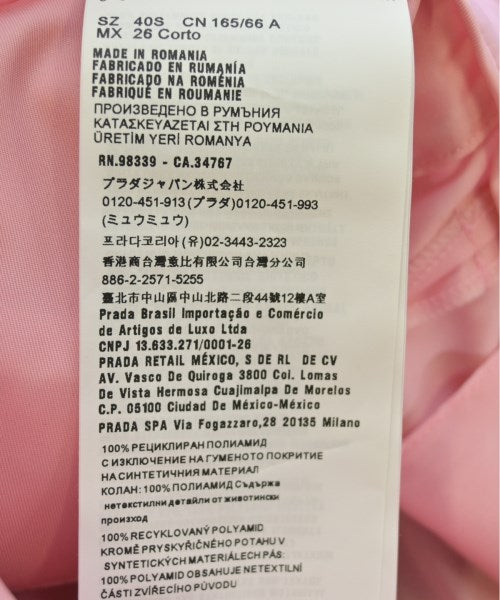 SZ 40S CN 165/66 A
MX 26 Corto
MADE IN ROMANIA
FABRICADO EN RUMANÍA
FABRICADO NA ROMÉNIA
FABRIQUÉ EN ROUMANIE
ПРОИЗВЕДЕНО В РУМЪНИЯ
ΚΑΤΑΣΚΕΥΑΖΕΤΑΙ ΣΤΗ ΡΟΥΜΑΝΙΑ
ÜRETİM YERİ ROMANYA
RN.98339 - CA.34767
プラダジャパン株式会社
0120-451-913(プラダ)0120-451-993
(ミュウミュウ)
프라다코리아(유)02-3443-2323
香港商台灣意比有限公司台灣分公司
886-2-2571-5255
臺北市中山區中山北路二段44號12樓A室
Prada Brasil Importação e Comércio
de Artigos de Luxo Ltda
CNPJ 13.633.271/0001-26
PRADA RETAIL MÉXICO, S DE RL DE CV
AV. Vasco De Quiroga 3800 Col. Lomas
De Vista Hermosa Cuajimalpa De Morelos
C.P. 05100 Ciudad De México-México
PRADA SPA Via Fogazzaro,28 20135 Milano
100% РЕЦИКЛИРАН ПОЛИАМИД
С ИЗКЛЮЧЕНИЕ НА ГУМЕНОТО ПОКРИТИЕ
НА СИНТЕТИЧНИЯ МАТЕРИАЛ
КОЛАН: 100% ПОЛИАМИД Съдържа
нетекстилни детайли от животински
произход
100% RECYKLOVANÝ POLYAMID
KROMĚ PRYSKYŘIČNÉHO POTAHU V
SYNTETICKÝCH MATERIÁLECH PÁS:
100% POLYAMID OBSAHUJE NETEXTILNÍ
ČÁSTI ZVÍŘECÍHO PŮVODU